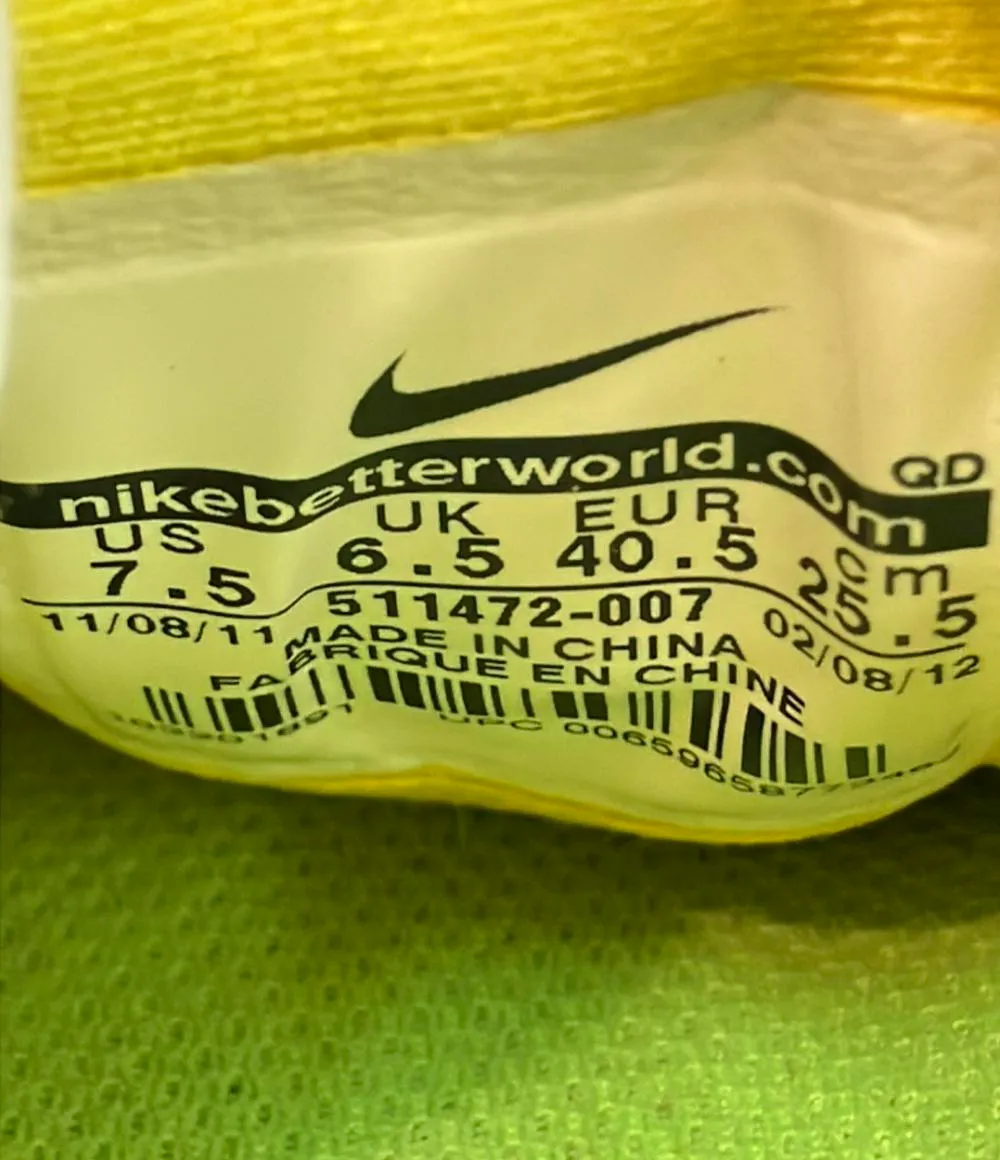 nikebetterworld.com
QD
US UK EUR cm
7.5 6.5 40.5 25.5
511472-007
11/08/11 02/08/12
MADE IN CHINA
FABRIQUE EN CHINE
UPC